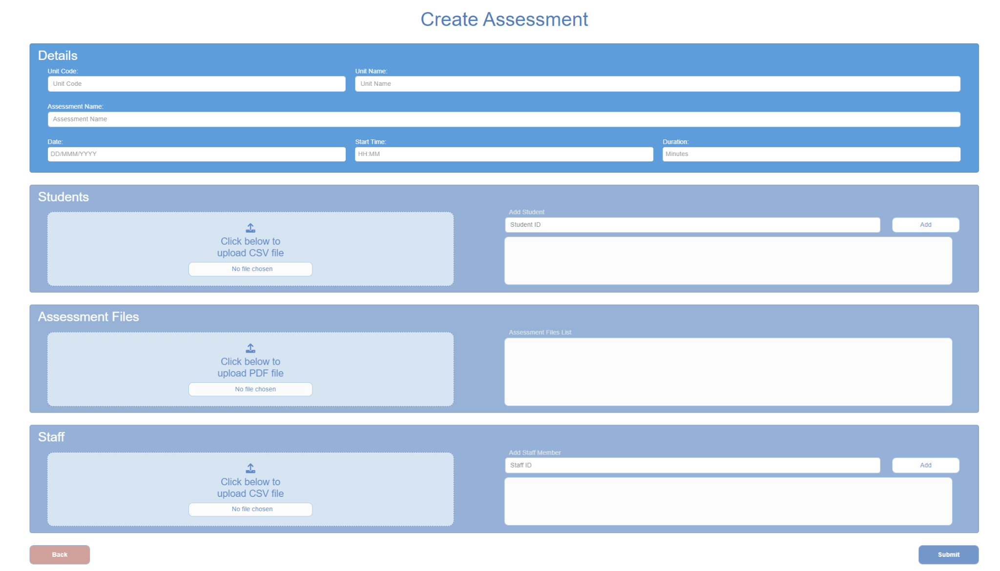 Create Assessment
Details
Unit Code:
Unit Name:
Unit Code
Unit Name
Assessment Name:
Assessment Name
Date:
Start Time:
Duration:
DD/MMM/YYYY
HH:MM
Minutes
Students
Click below to
upload CSV file
No file chosen
Add Student
Student ID
Add
Assessment Files
Click below to
upload PDF file
No file chosen
Assessment Files List
Staff
Click below to
upload CSV file
No file chosen
Add Staff Member
Staff ID
Add
Back
Submit